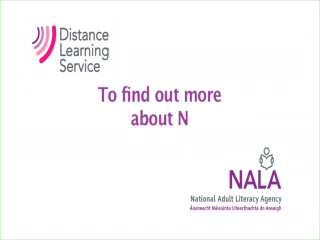 Distance
Learning
Service
To find out more
about N
NALA
National Adult Literacy Agency
Áisíneacht Náisiúnta Litearthachta do Aosaigh